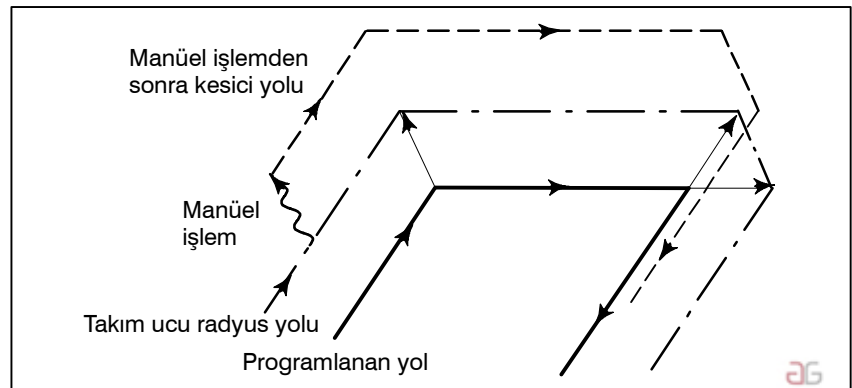 Manüel işlemden
sonra kesici yolu
Manüel
işlem
Takım ucu radyus yolu
Programlanan yol